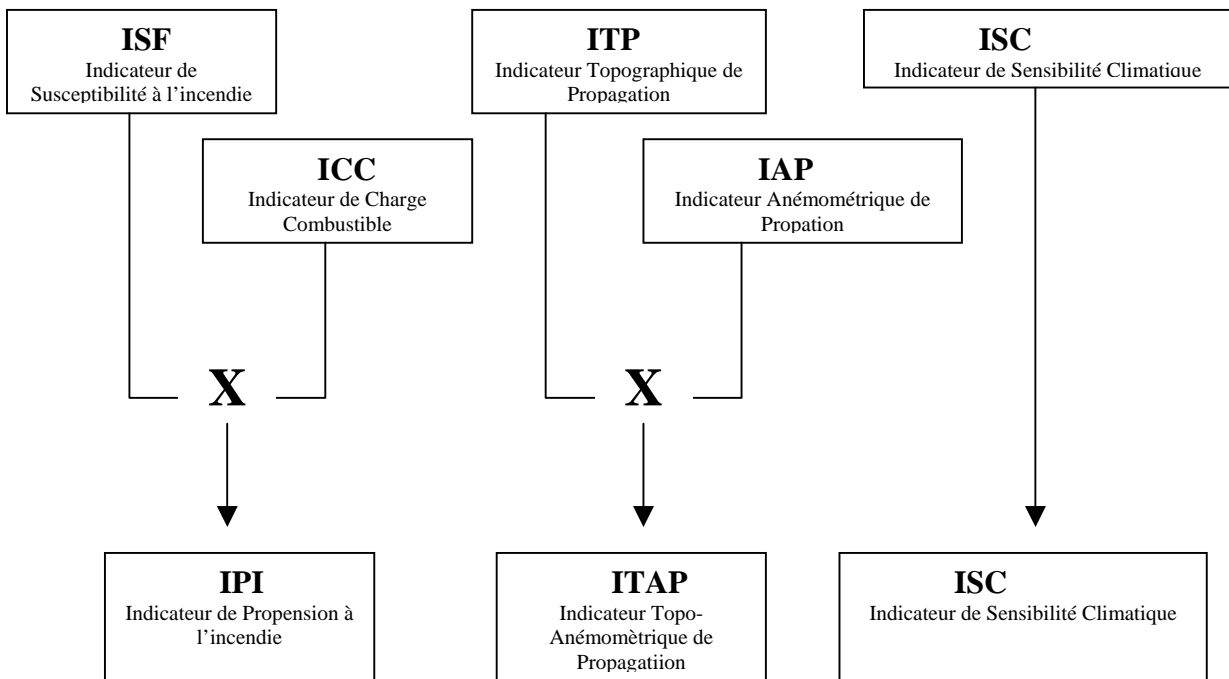 ISF
Indicateur de
Susceptibilité à l'incendie
ITP
Indicateur Topographique de
Propagation
ISC
Indicateur de Sensibilité Climatique
ICC
Indicateur de Charge
Combustible
IAP
Indicateur Anémométrique de
Propation
X
X
IPI
Indicateur de Propension à
l'incendie
ITAP
Indicateur Topo-
Anémomètrique de
Propagatiion
ISC
Indicateur de Sensibilité Climatique